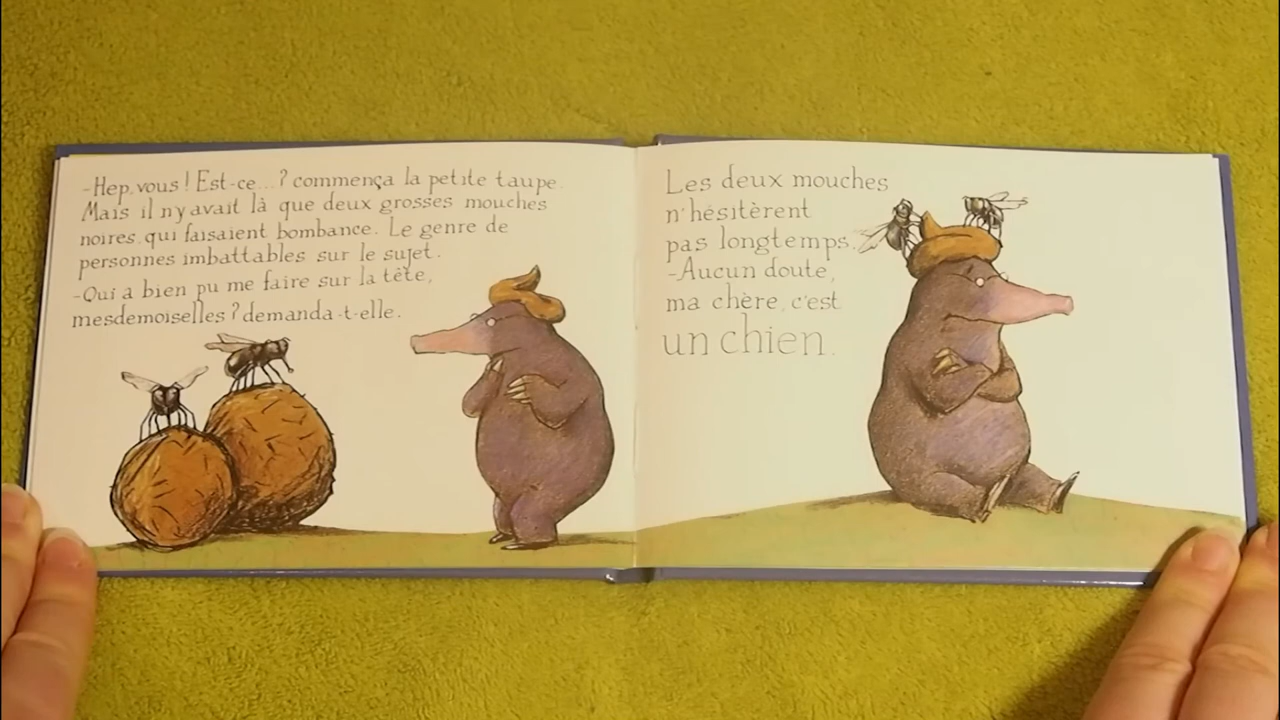 -Hep, vous ! Est-ce... ? commença la petite taupe.
Mais il n'y avait là que deux grosses mouches
noires, qui faisaient bombance. Le genre de
personnes imbattables sur le sujet.
-Qui a bien pu me faire sur la tête,
mesdemoiselles ? demanda-t-elle.
Les deux mouches
n'hésitèrent
pas longtemps.
-Aucun doute,
ma chère, c'est
un chien.